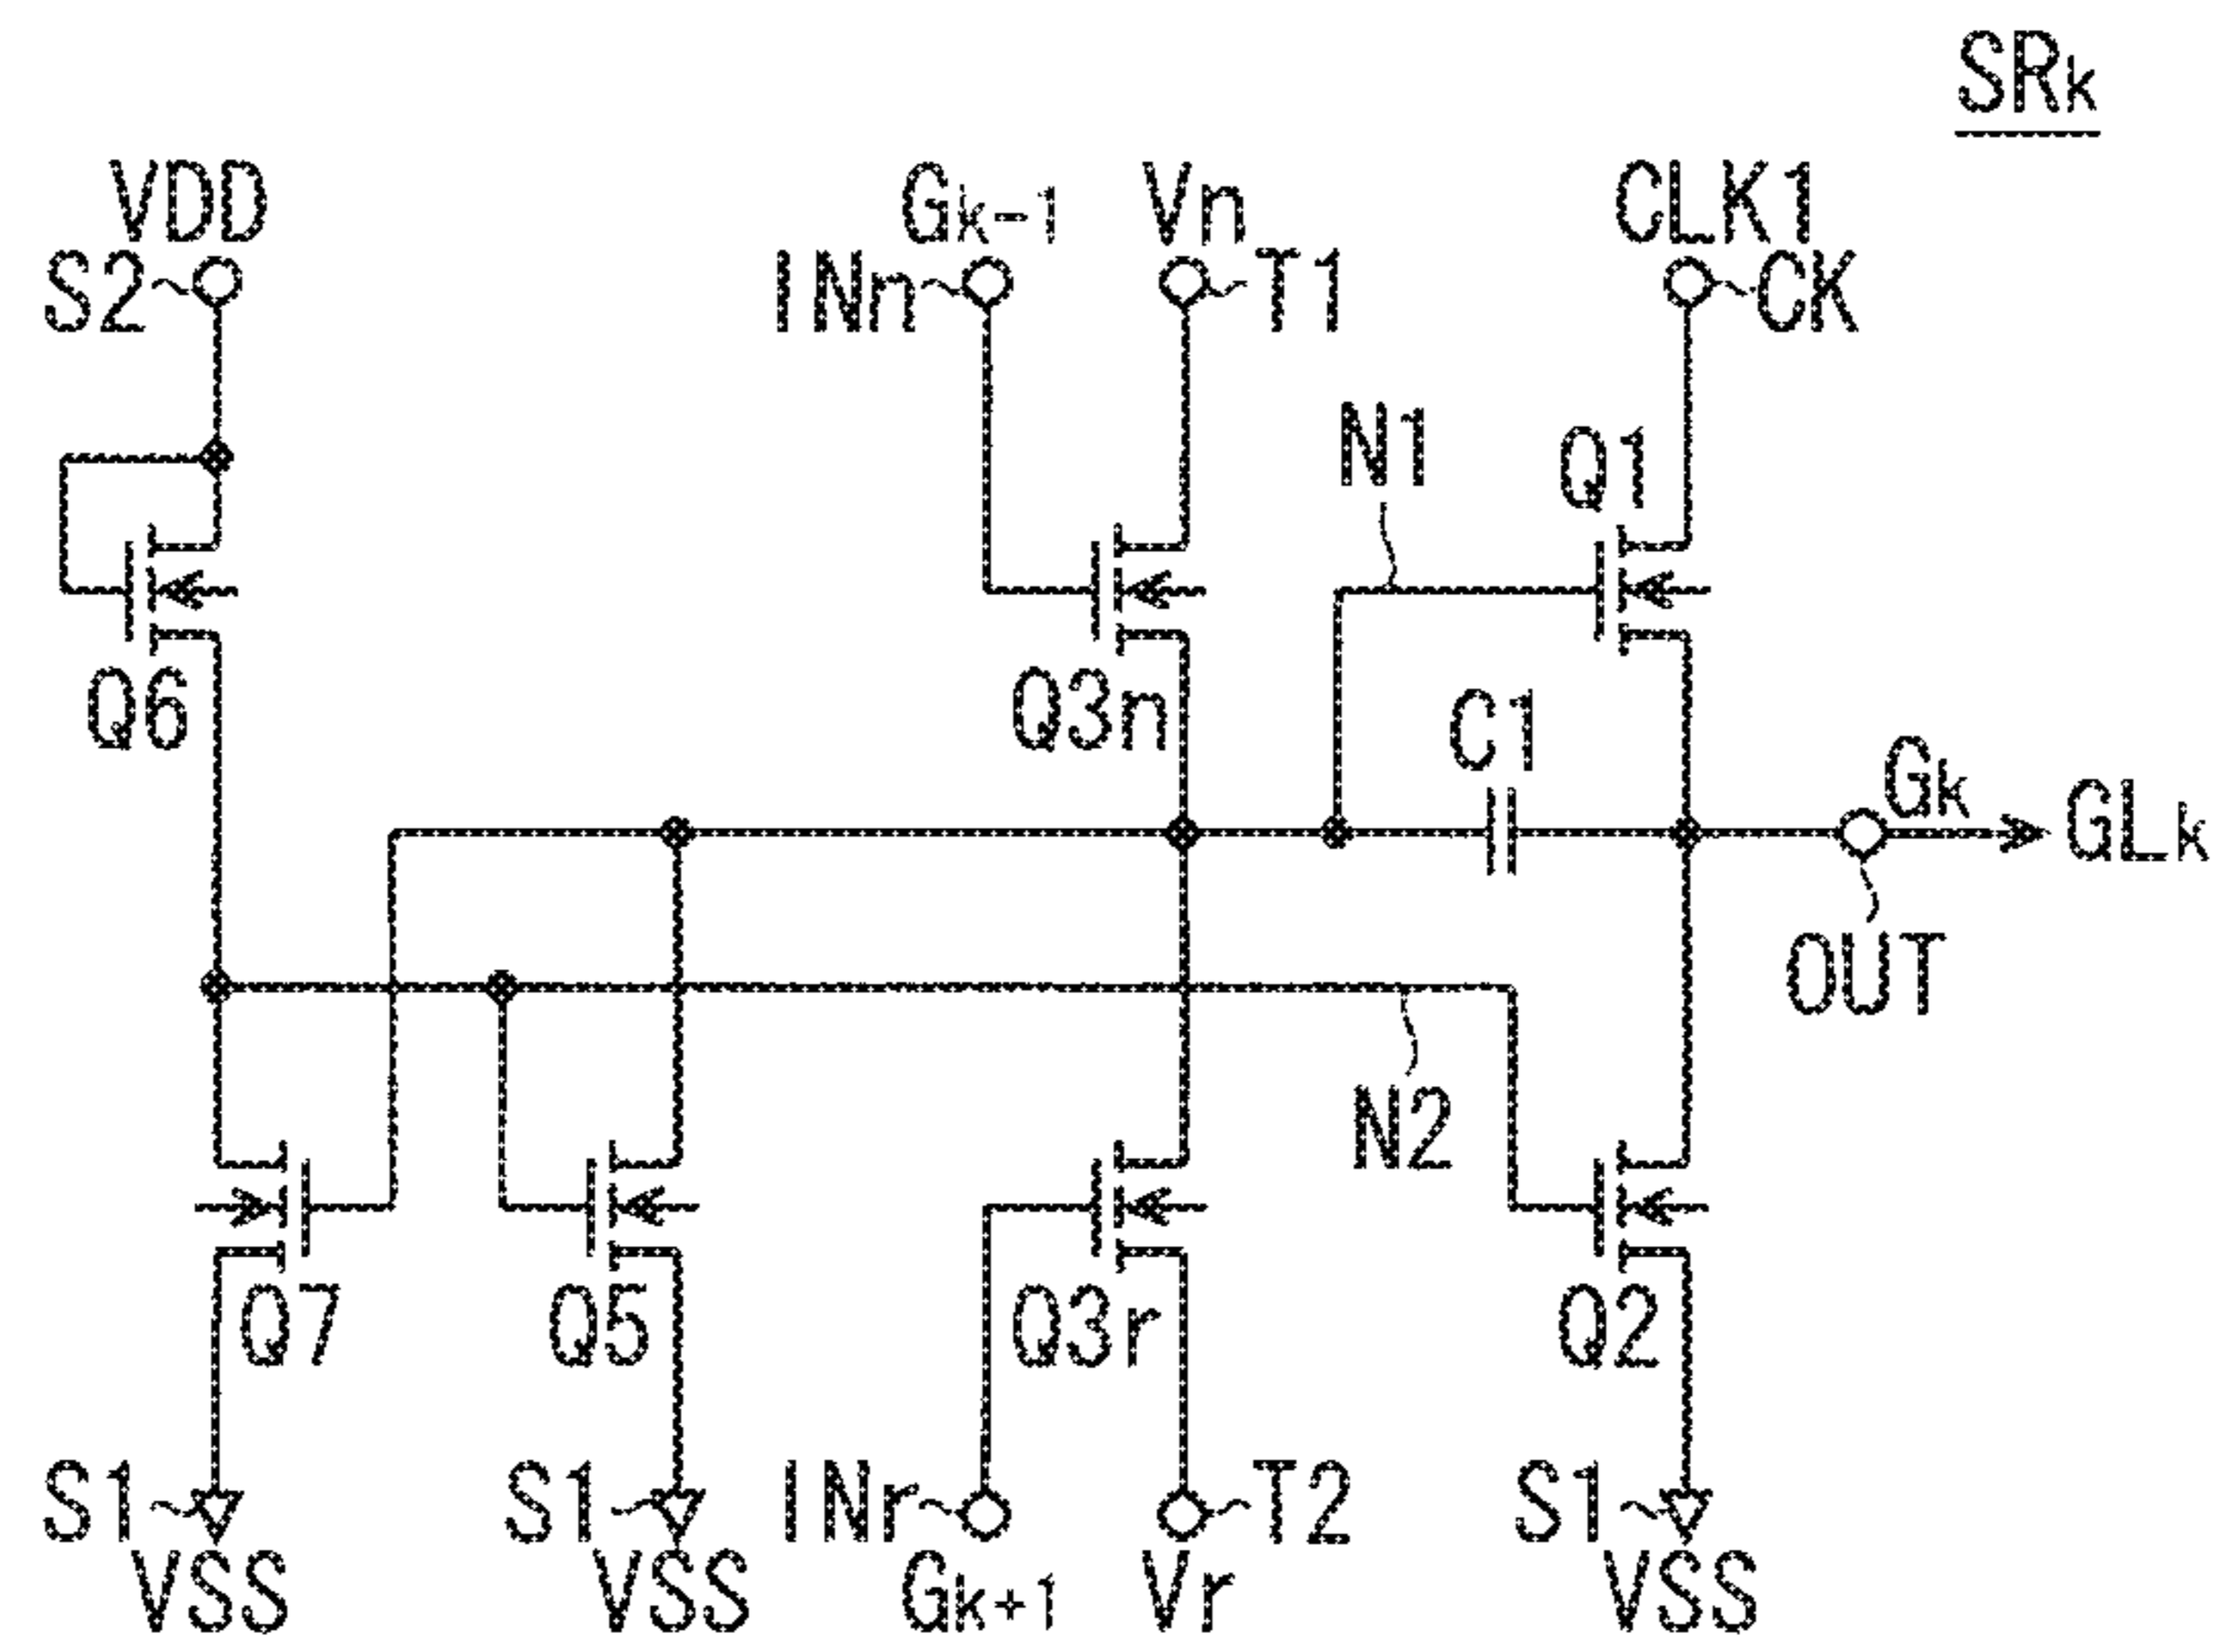 SRk
VDD
Gk-1
Vn
CLK1
S2
INn
T1
CK
N1
Q1
Q6
Q3n
C1
Gk
GLk
OUT
N2
Q7
Q5
Q3r
Q2
S1
S1
INr
T2
S1
VSS
VSS
Gk+1
Vr
VSS